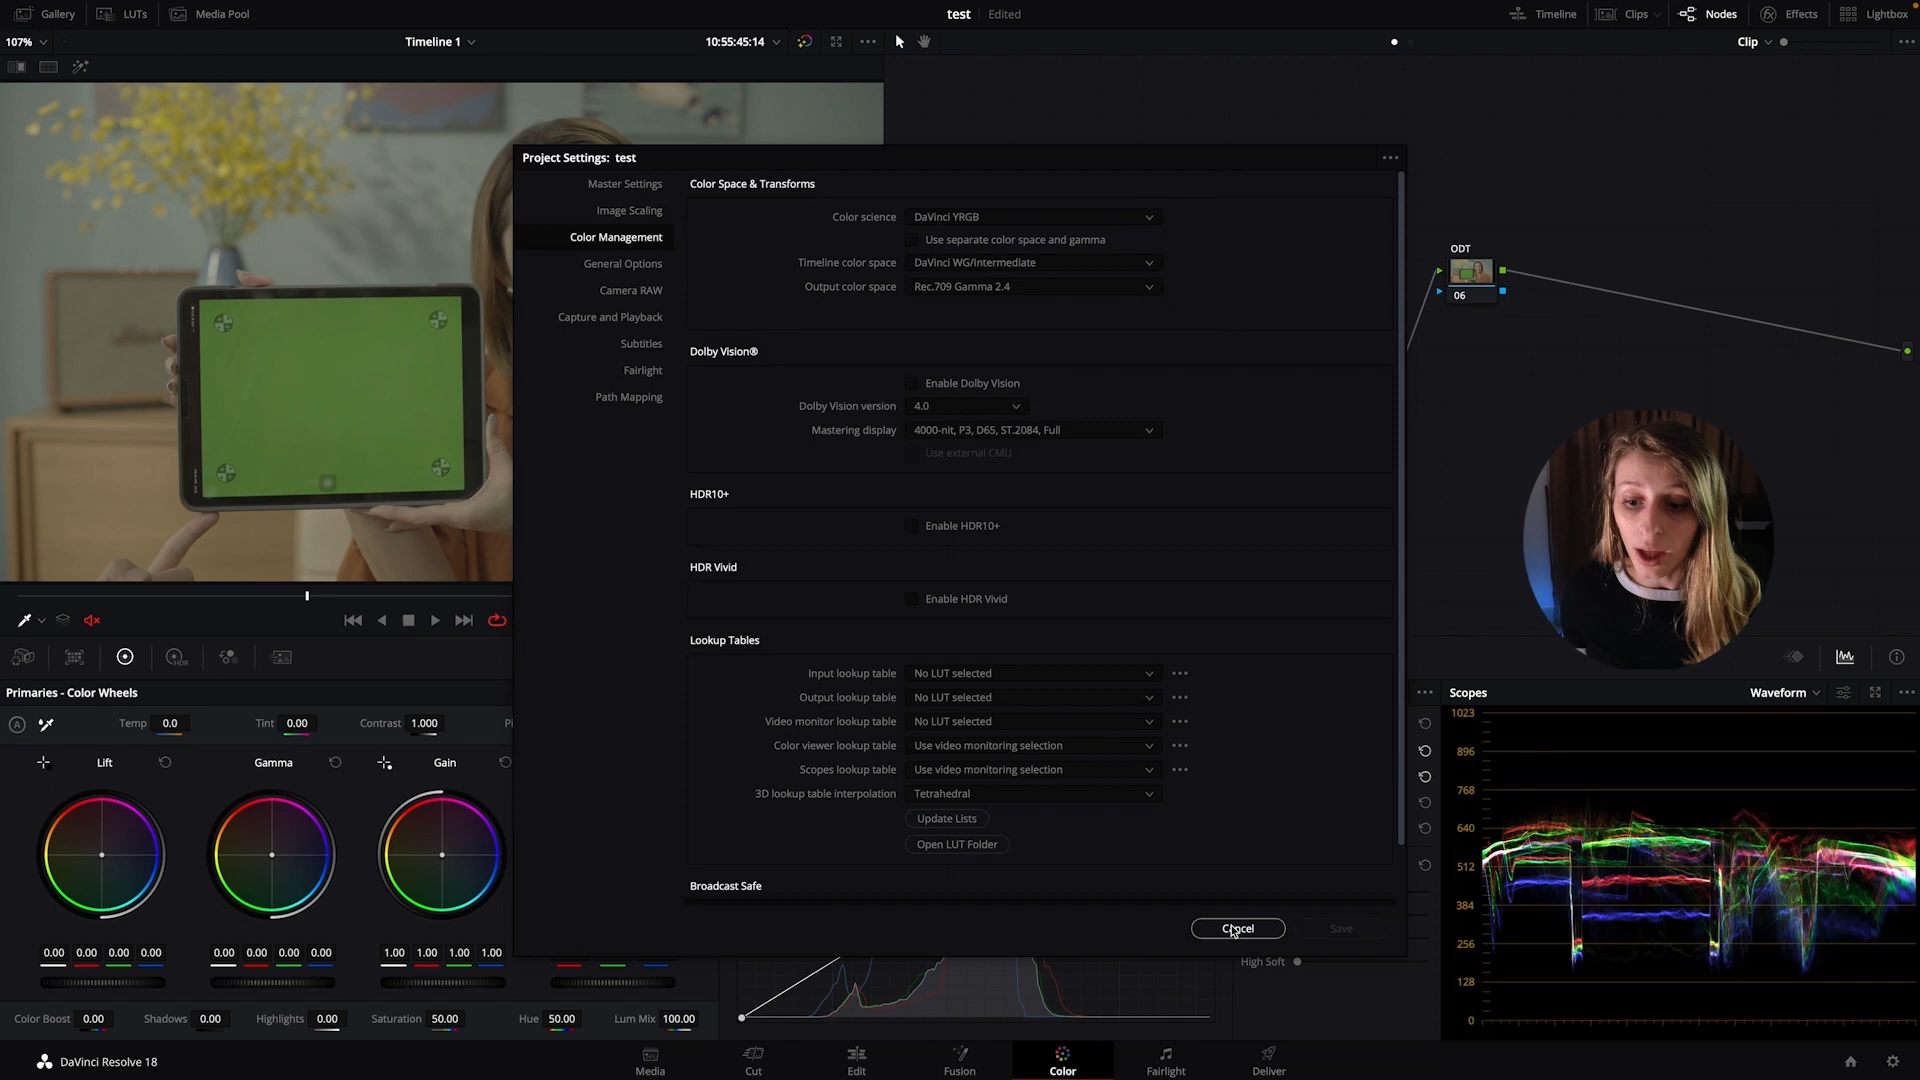 Gallery LUTs Media Pool test Edited Timeline Clips Nodes Effects Lightbox
107% Timeline 1 10:55:45:14 Clip
Project Settings: test
Master Settings
Image Scaling
Color Management
General Options
Camera RAW
Capture and Playback
Subtitles
Fairlight
Path Mapping
Color Space & Transforms
Color science DaVinci YRGB
Use separate color space and gamma
Timeline color space DaVinci WG/Intermediate
Output color space Rec.709 Gamma 2.4
Dolby Vision®
Enable Dolby Vision
Dolby Vision version 4.0
Mastering display 4000-nit, P3, D65, ST.2084, Full
Use external CMU
HDR10+
Enable HDR10+
HDR Vivid
Enable HDR Vivid
Lookup Tables
Input lookup table No LUT selected
Output lookup table No LUT selected
Video monitor lookup table No LUT selected
Color viewer lookup table Use video monitoring selection
Scopes lookup table Use video monitoring selection
3D lookup table interpolation Tetrahedral
Update Lists
Open LUT Folder
Broadcast Safe
Cancel Save
ODT
06
HDR
Primaries - Color Wheels
Temp 0.0 Tint 0.00 Contrast 1.000
Lift Gamma Gain
0.00 0.00 0.00 0.00 0.00 0.00 0.00 0.00 1.00 1.00 1.00 1.00
Color Boost 0.00 Shadows 0.00 Highlights 0.00 Saturation 50.00 Hue 50.00 Lum Mix 100.00
High Soft
Scopes Waveform
1023
896
768
640
512
384
256
128
0
DaVinci Resolve 18
Media Cut Edit Fusion Color Fairlight Deliver